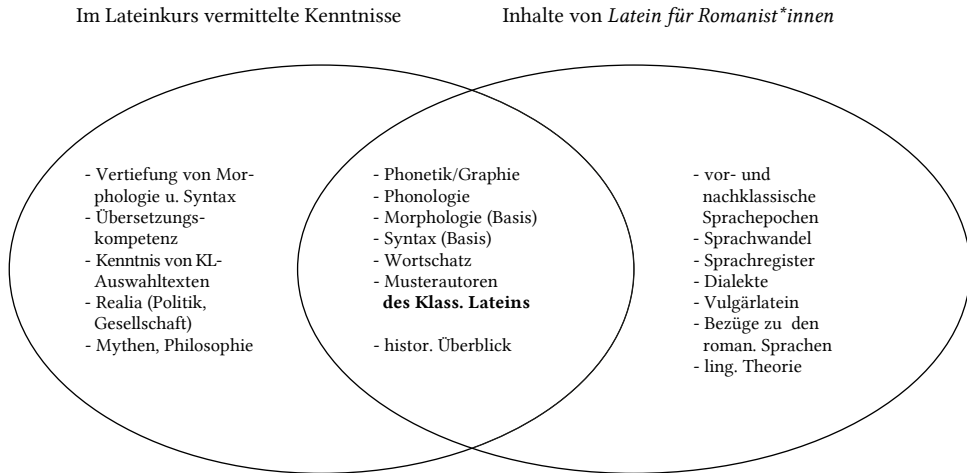 Im Lateinkurs vermittelte Kenntnisse
Inhalte von Latein für Romanist*innen
- Vertiefung von Mor-
phologie u. Syntax
- Übersetzungs-
kompetenz
- Kenntnis von KL-
Auswahltexten
- Realia (Politik,
Gesellschaft)
- Mythen, Philosophie
- Phonetik/Graphie
- Phonologie
- Morphologie (Basis)
- Syntax (Basis)
- Wortschatz
- Musterautoren
des Klass. Lateins
- histor. Überblick
- vor- und
nachklassische
Sprachepochen
- Sprachwandel
- Sprachregister
- Dialekte
- Vulgärlatein
- Bezüge zu den
roman. Sprachen
- ling. Theorie